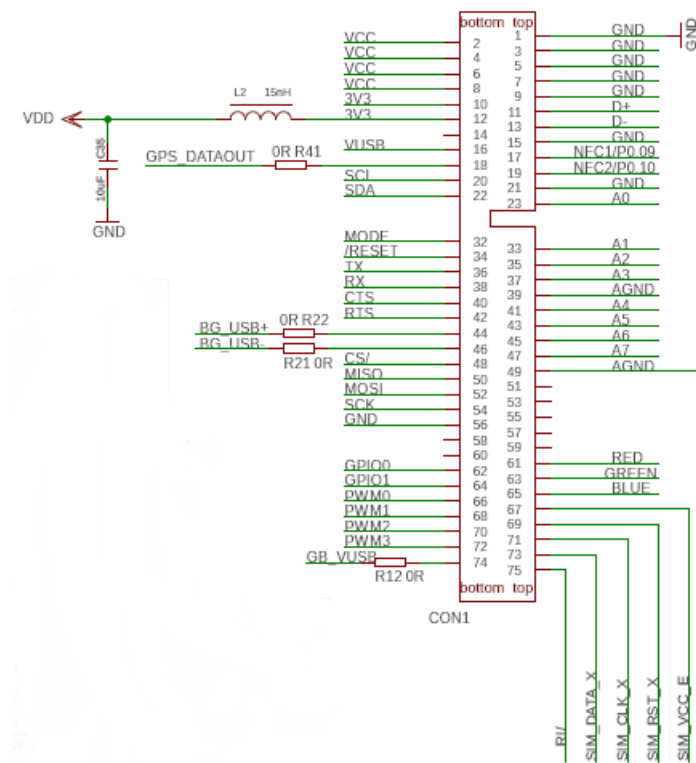 bottom top
VCC 2 1 GND GND
VCC 4 3 GND
VCC 6 5 GND
VCC 8 7 GND
3V3 10 9 GND
L2 15nH
VDD 3V3 12 11 D+
14 13 D-
VUSB 16 15 GND
C35
GPS_DATAOUT 0R R41 18 17 NFC1/P0.09
SCL 20 19 NFC2/P0.10
SDA 22 21 GND
10uF
23 A0
GND
MODE 32 33 A1
/RESET 34 35 A2
TX 36 37 A3
RX 38 39 AGND
CTS 40 41 A4
RTS 42 43 A5
BG_USB+ 0R R22 44 45 A6
BG_USB- R21 0R 46 47 A7
CS/ 48 49 AGND
MISO 50 51
MOSI 52 53
SCK 54 55
GND 56 57
58 59
60 61 RED
GPIO0 62 63 GREEN
GPIO1 64 65 BLUE
PWM0 66 67
PWM1 68 69
PWM2 70 71
PWM3 72 73
GB_VUSB R12 0R 74 75
bottom top
CON1
RI/ SIM_DATA_X SIM_CLK_X SIM_RST_X SIM_VCC_E